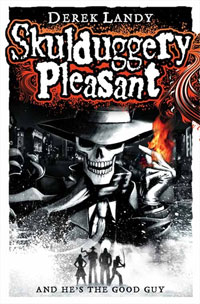 DEREK LANDY
Skulduggery
Pleasant
AND HE'S THE GOOD GUY